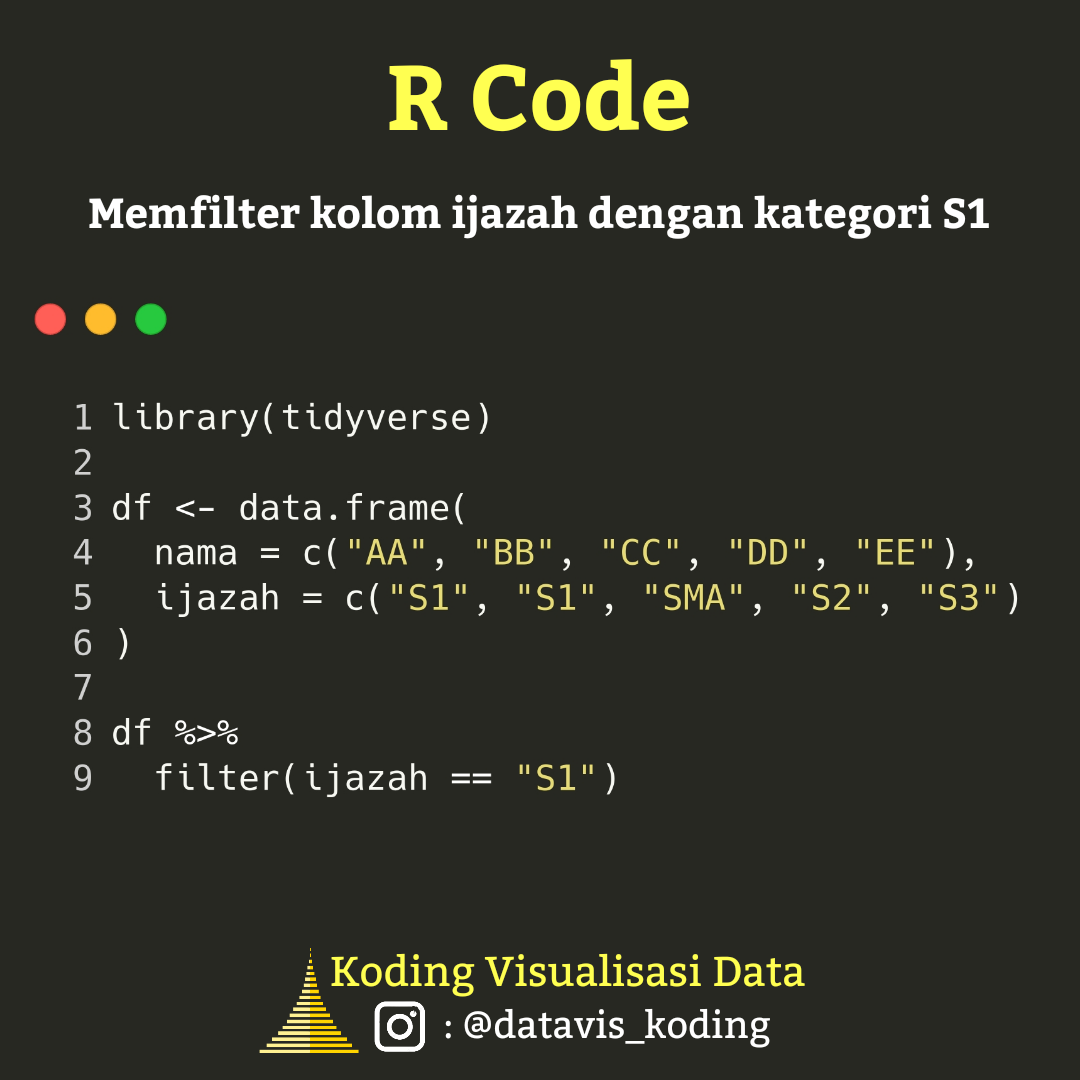 R Code
Memfilter kolom ijazah dengan kategori S1
1 library(tidyverse)
2
3 df <- data.frame(
4   nama = c("AA", "BB", "CC", "DD", "EE"),
5   ijazah = c("S1", "S1", "SMA", "S2", "S3")
6 )
7
8 df %>%
9   filter(ijazah == "S1")
Koding Visualisasi Data
: @datavis_koding